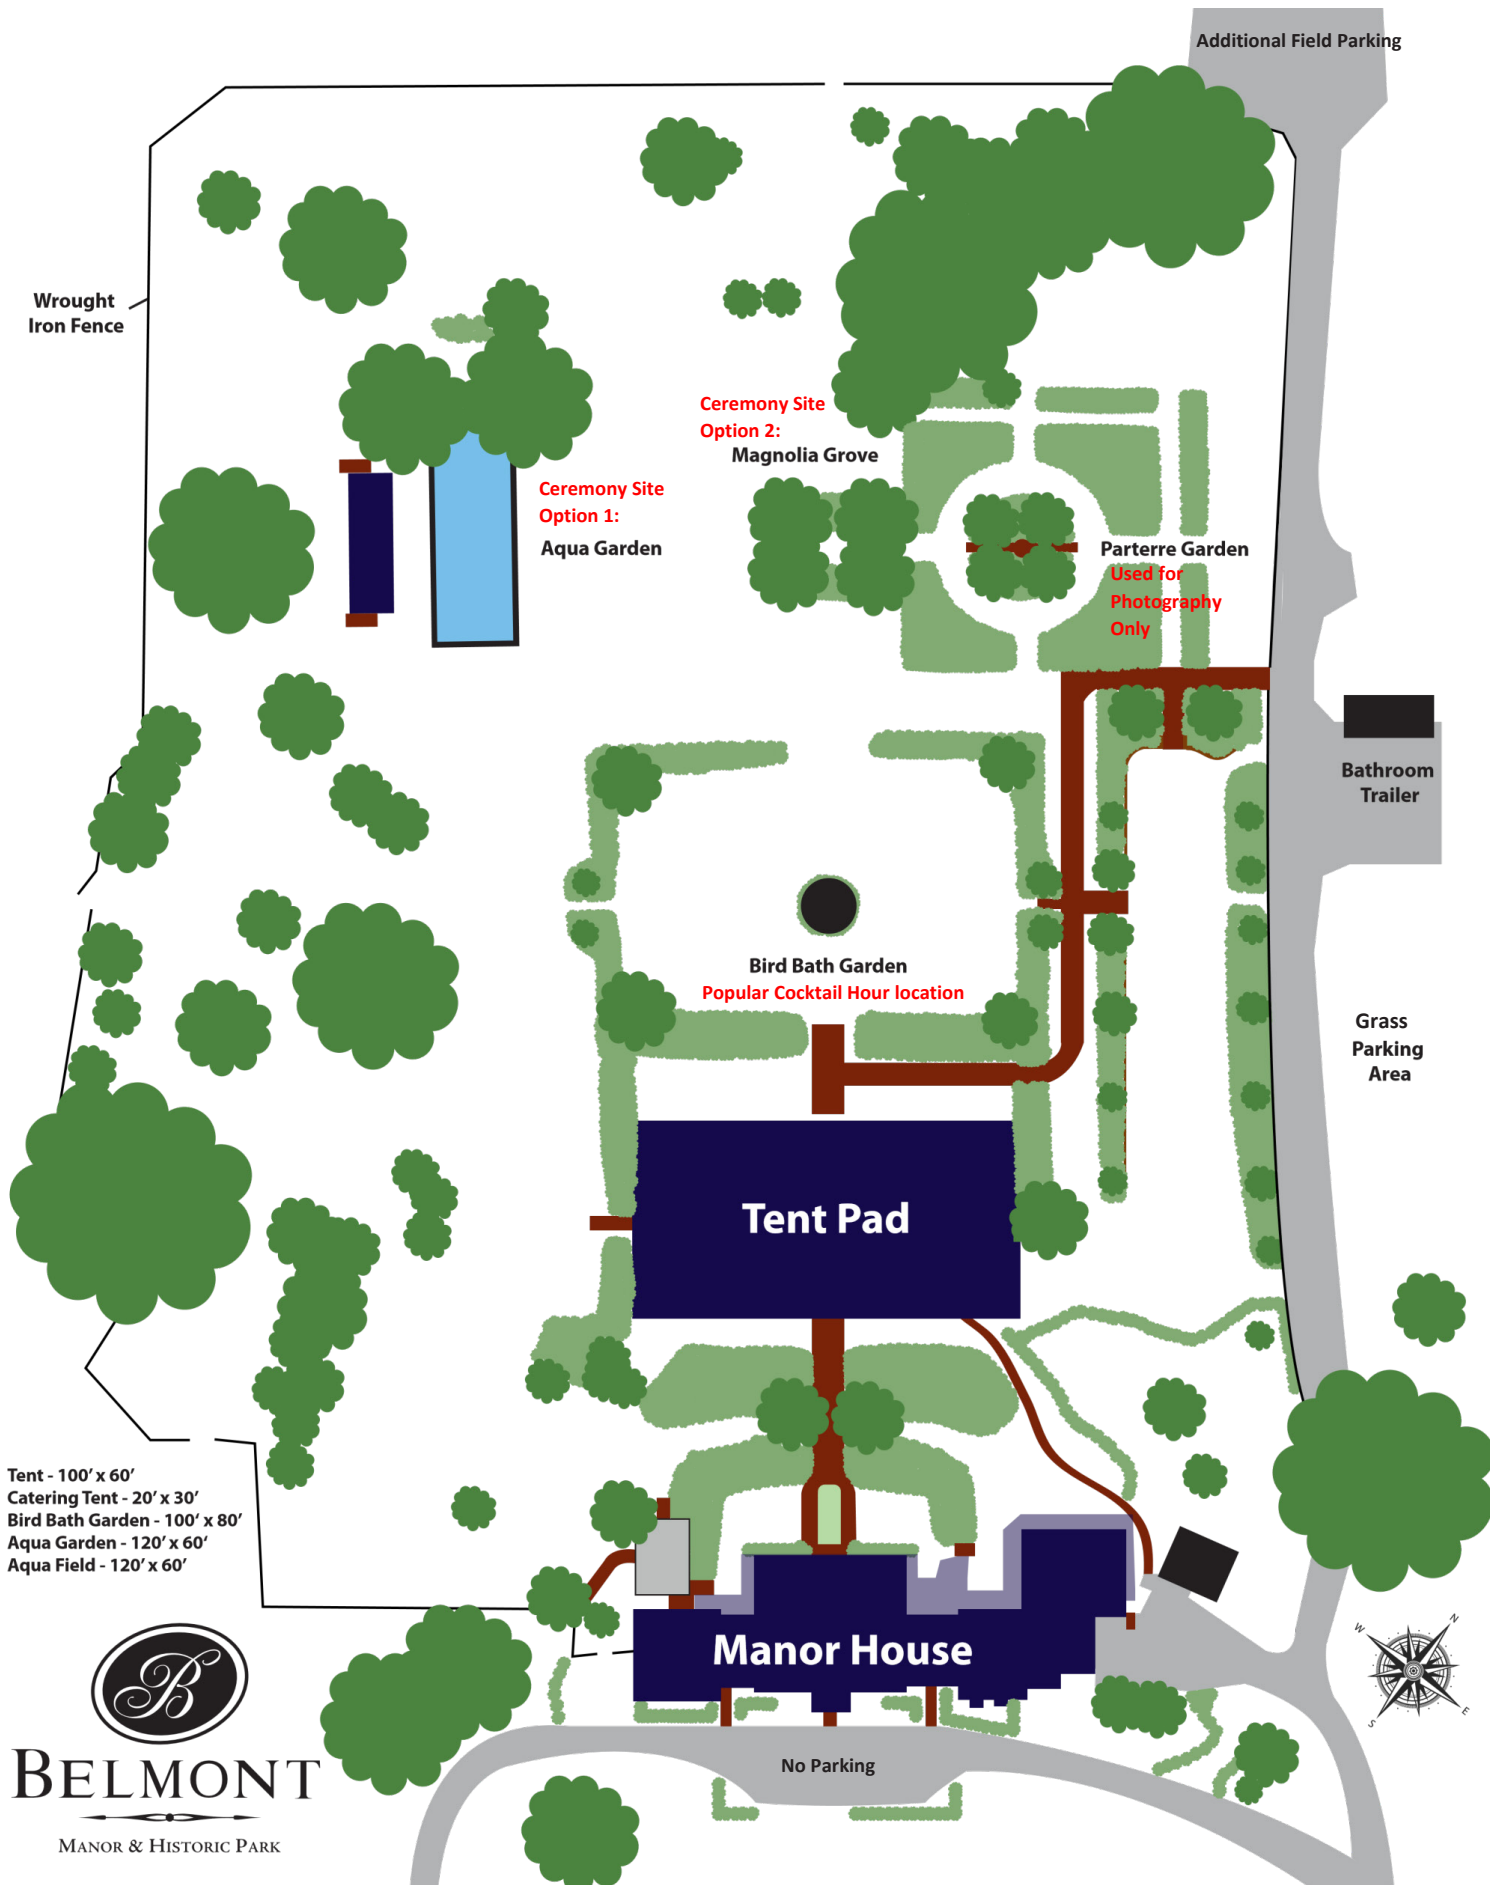 Additional Field Parking
Wrought
Iron Fence
Ceremony Site
Option 2:
Magnolia Grove
Ceremony Site
Option 1:
Aqua Garden
Parterre Garden
Used for
Photography
Only
Bathroom
Trailer
Bird Bath Garden
Popular Cocktail Hour location
Grass
Parking
Area
Tent Pad
Tent - 100’ x 60’
Catering Tent - 20’ x 30’
Bird Bath Garden - 100‘ x 80’
Aqua Garden - 120’ x 60‘
Aqua Field - 120’ x 60’
Manor House
W N
S E
B
BELMONT
MANOR & HISTORIC PARK
No Parking